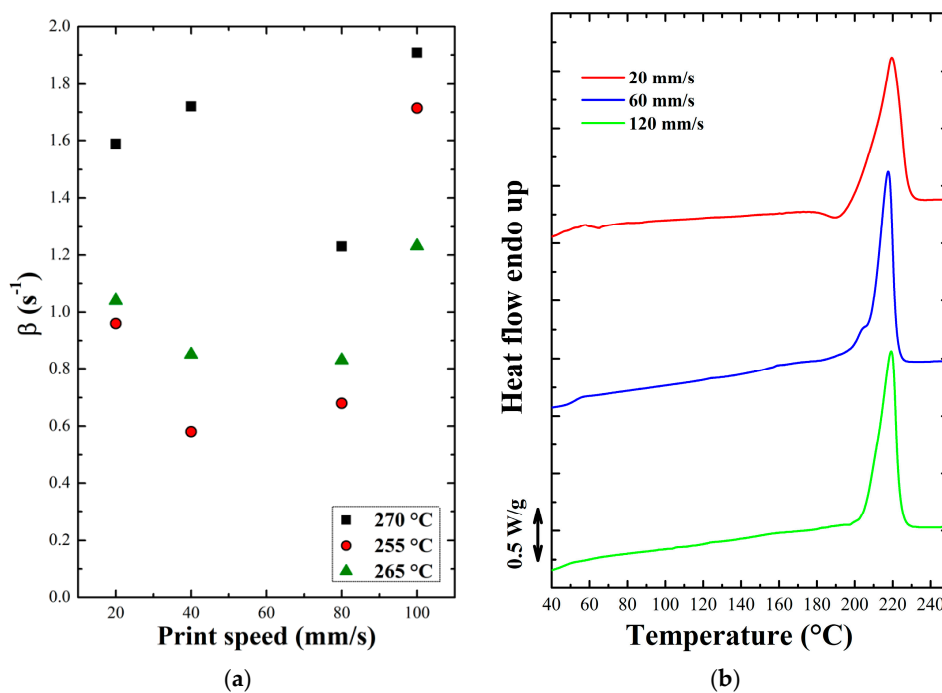 2.0
1.8
1.6
1.4
1.2
1.0
0.8
0.6
0.4
0.2
0.0
β (s⁻¹)
270 °C
255 °C
265 °C
20 40 60 80 100
Print speed (mm/s)
(a)
20 mm/s
60 mm/s
120 mm/s
Heat flow endo up
0.5 W/g
40 60 80 100 120 140 160 180 200 220 240
Temperature (°C)
(b)